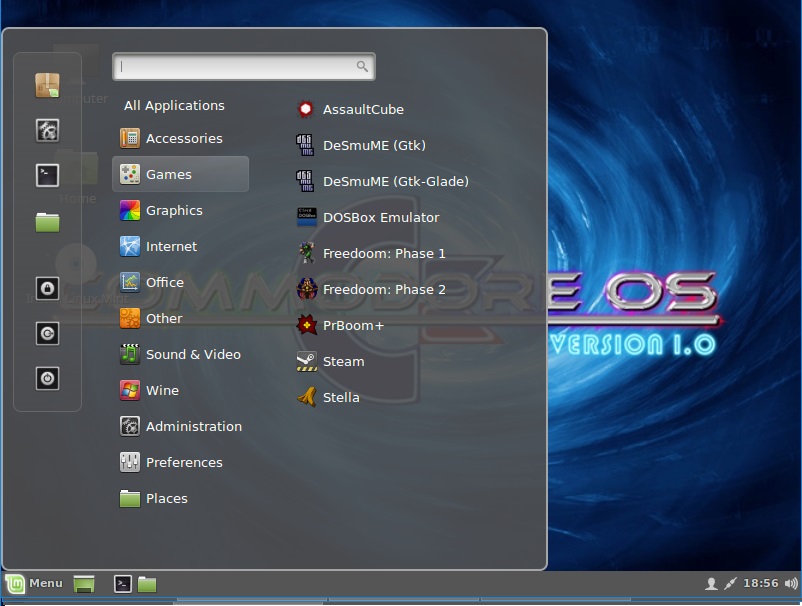 Computer
Home
All Applications
Accessories
Games
Graphics
Internet
Office
Other
Sound & Video
Wine
Administration
Preferences
Places
AssaultCube
DeSmuME (Gtk)
DeSmuME (Gtk-Glade)
DOSBox Emulator
Freedoom: Phase 1
Freedoom: Phase 2
PrBoom+
Steam
Stella
COMMODORE OS
VERSION 1.0
Menu
18:56